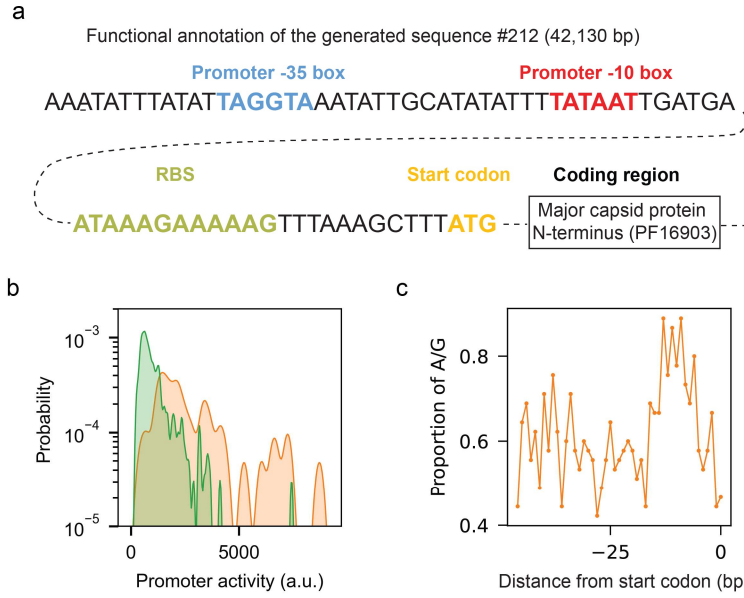 a
Functional annotation of the generated sequence #212 (42,130 bp)
Promoter -35 box Promoter -10 box
AAATATTTATATTAGGTAAATATTGCATATATTTTATAATTGATGA
RBS Start codon Coding region
ATAAAGAAAAAGTTTAAAGCTTTATG
Major capsid protein
N-terminus (PF16903)
b
Probability
10⁻³
10⁻⁴
10⁻⁵
0 5000
Promoter activity (a.u.)
c
Proportion of A/G
0.8
0.6
0.4
−25 0
Distance from start codon (bp